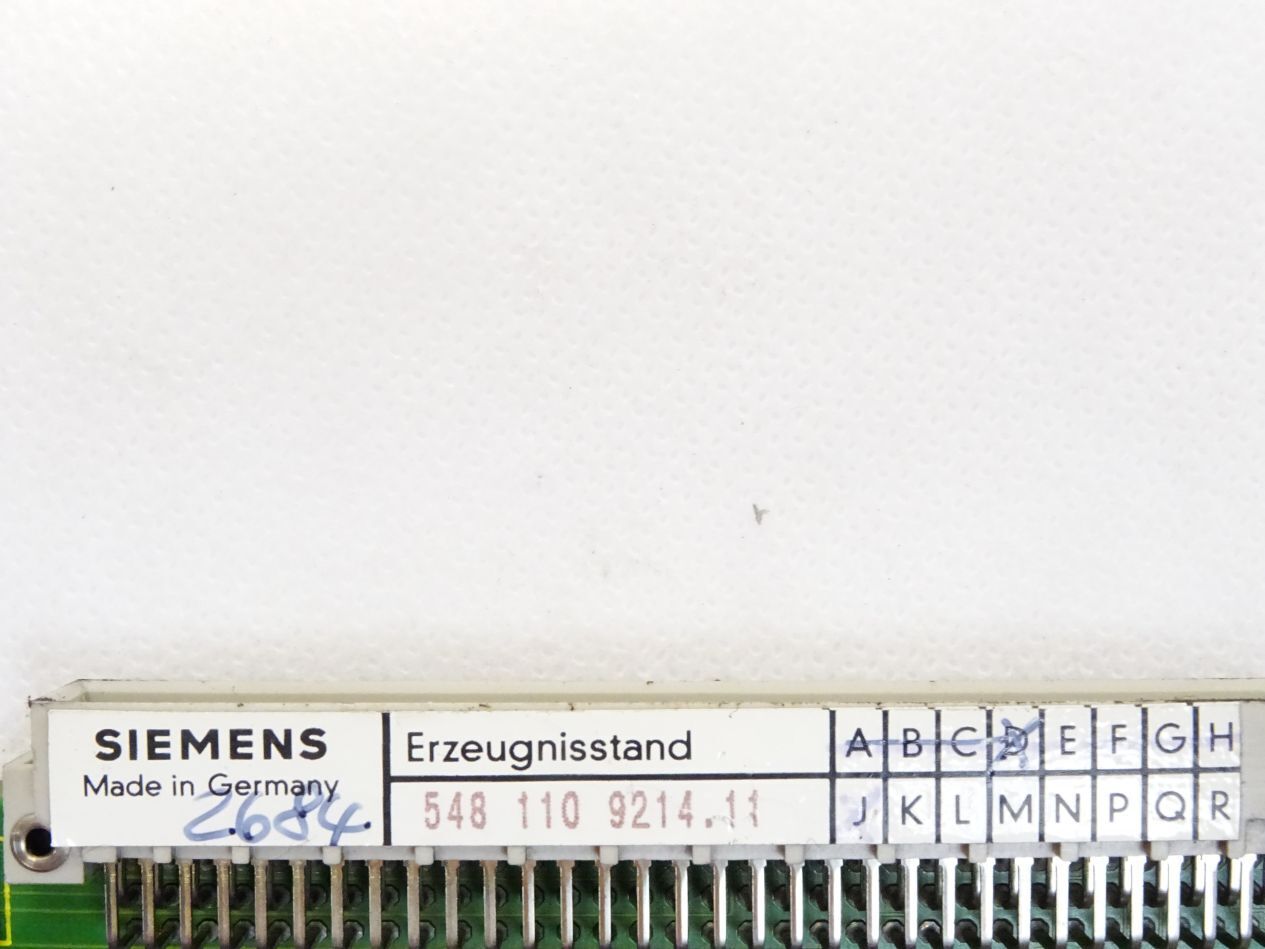 SIEMENS
Made in Germany
2684.
Erzeugnisstand
548 110 9214.11
A B C D E F G H
J K L M N P Q R